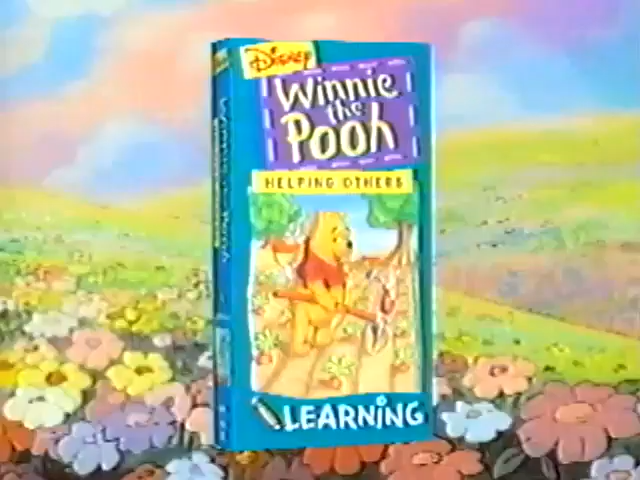 Disney
Winnie
the
Pooh
HELPING OTHERS
LEARNING